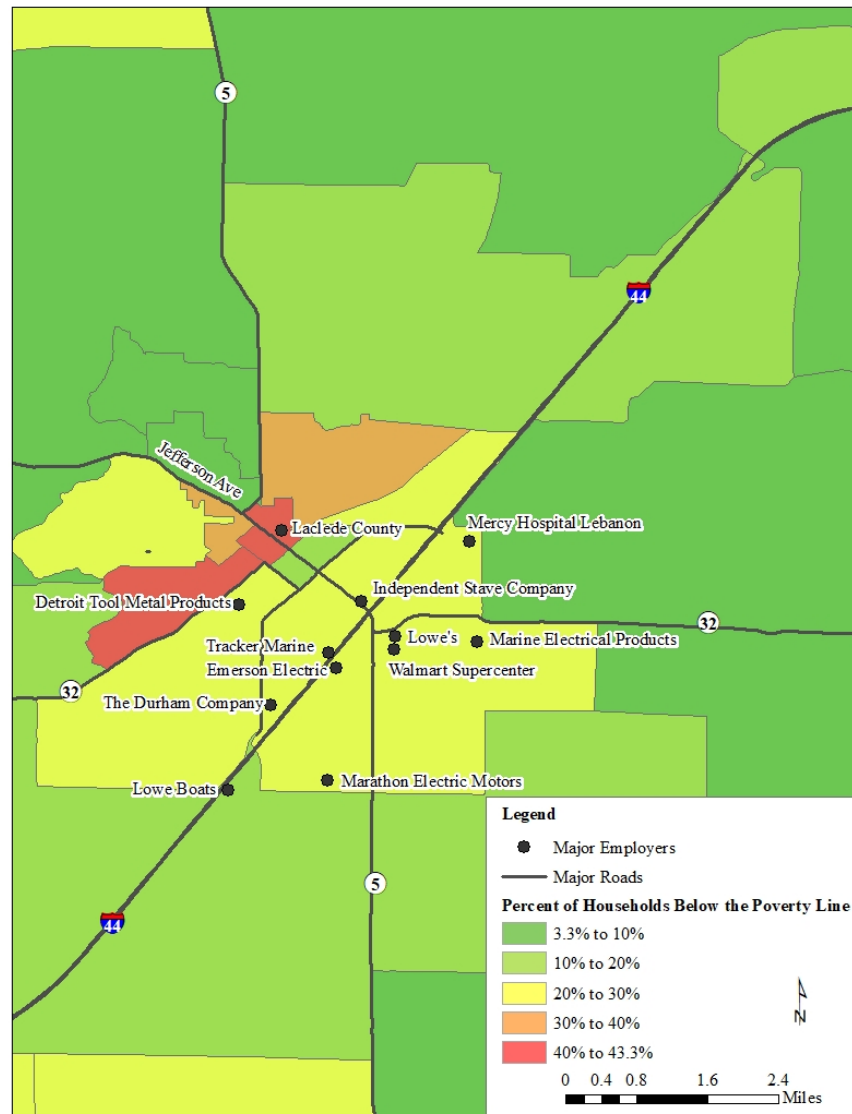 5
44
Jefferson Ave
Laclede County
Mercy Hospital Lebanon
Independent Stave Company
Detroit Tool Metal Products
32
Lowe's
Marine Electrical Products
Tracker Marine
Walmart Supercenter
Emerson Electric
32
The Durham Company
Marathon Electric Motors
Lowe Boats
5
44
Legend
Major Employers
Major Roads
Percent of Households Below the Poverty Line
3.3% to 10%
10% to 20%
20% to 30%
30% to 40%
40% to 43.3%
N
0 0.4 0.8 1.6 2.4
Miles